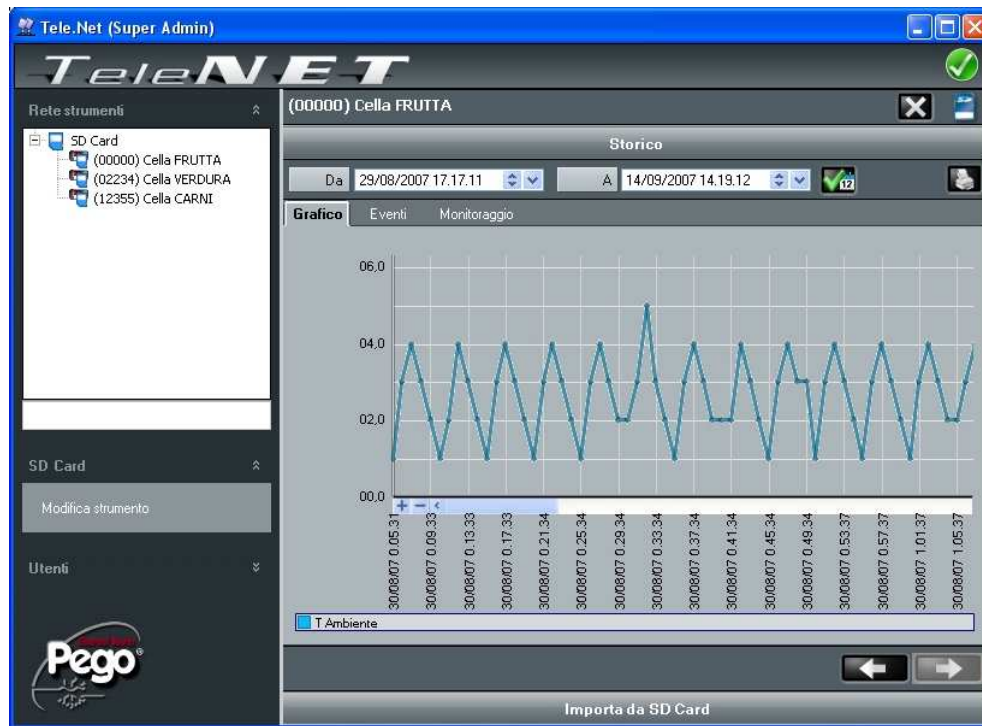 Tele.Net (Super Admin)
TeleNET
Rete strumenti
SD Card
(00000) Cella FRUTTA
(02234) Cella VERDURA
(12355) Cella CARNI
SD Card
Modifica strumento
Utenti
Pego
(00000) Cella FRUTTA
Storico
Da 29/08/2007 17.17.11 A 14/09/2007 14.19.12 12
Grafico Eventi Monitoraggio
06,0
04,0
02,0
00,0
30/08/07 0.05.31
30/08/07 0.09.33
30/08/07 0.13.33
30/08/07 0.17.33
30/08/07 0.21.34
30/08/07 0.25.34
30/08/07 0.29.34
30/08/07 0.33.34
30/08/07 0.37.34
30/08/07 0.41.34
30/08/07 0.45.34
30/08/07 0.49.34
30/08/07 0.53.37
30/08/07 0.57.37
30/08/07 1.01.37
30/08/07 1.05.37
T Ambiente
Importa da SD Card